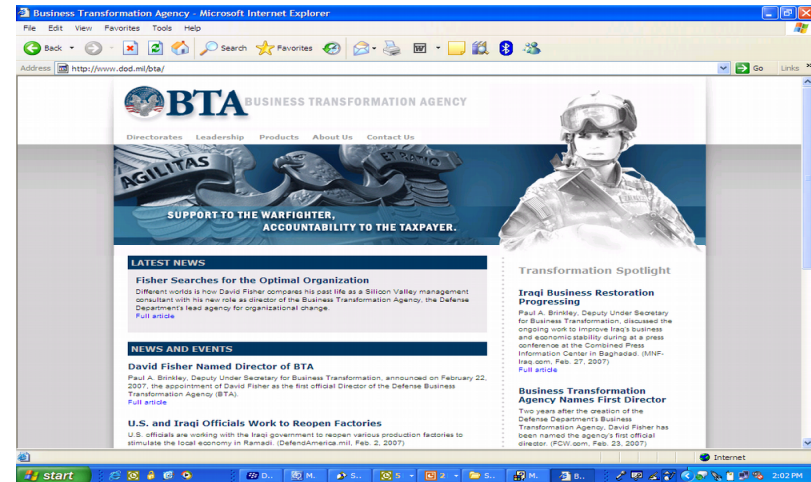 Business Transformation Agency - Microsoft Internet Explorer
File Edit View Favorites Tools Help
Back Search Favorites
Address http://www.dod.mil/bta/ Go Links
BTA BUSINESS TRANSFORMATION AGENCY
Directorates Leadership Products About Us Contact Us
AGILITAS ET RATIO
SUPPORT TO THE WARFIGHTER,
ACCOUNTABILITY TO THE TAXPAYER.
LATEST NEWS
Fisher Searches for the Optimal Organization
Different worlds is how David Fisher compares his past life as a Silicon Valley management
consultant with his new role as director of the Business Transformation Agency, the Defense
Department's lead agency for organizational change.
Full article
NEWS AND EVENTS
David Fisher Named Director of BTA
Paul A. Brinkley, Deputy Under Secretary for Business Transformation, announced on February 22,
2007, the appointment of David Fisher as the first official Director of the Defense Business
Transformation Agency (BTA).
Full article
U.S. and Iraqi Officials Work to Reopen Factories
U.S. officials are working with the Iraqi government to reopen various production factories to
stimulate the local economy in Ramadi. (DefendAmerica.mil, Feb. 2, 2007)
Transformation Spotlight
Iraqi Business Restoration
Progressing
Paul A. Brinkley, Deputy Under Secretary
for Business Transformation, discussed the
ongoing work to improve Iraq's business
and economic stability during at a press
conference at the Combined Press
Information Center in Baghadad. (MNF-
Iraq.com, Feb. 27, 2007)
Full article
Business Transformation
Agency Names First Director
Two years after the creation of the
Defense Department's Business
Transformation Agency, David Fisher has
been named the agency's first official
director. (FCW.com, Feb. 23, 2007)
Internet
start D.. M.. S.. 5 2 S.. M.. B.. 2:02 PM